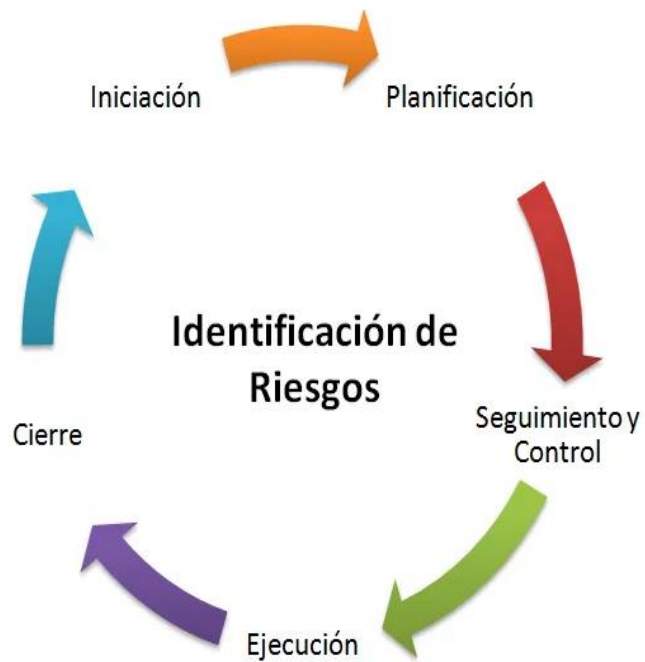 Iniciación
Planificación
Identificación de
Riesgos
Seguimiento y
Control
Cierre
Ejecución